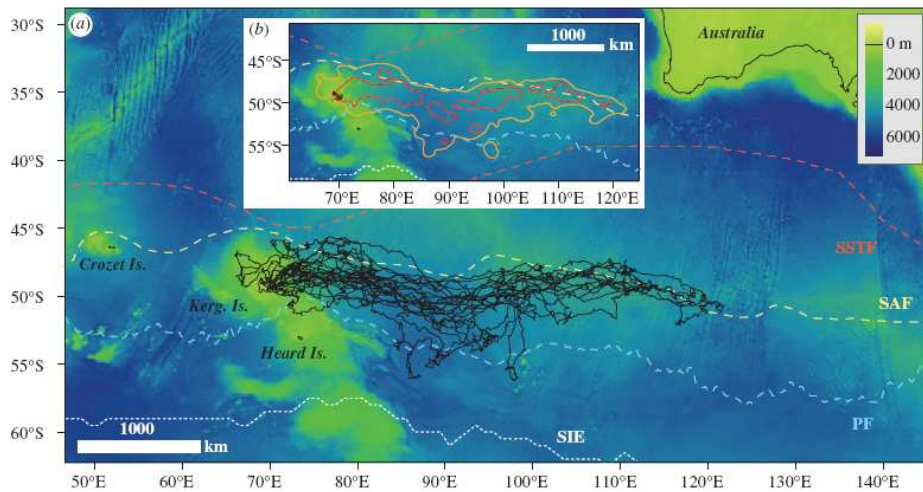 (a)
30°S
35°S
40°S
45°S
50°S
55°S
60°S
(b)
1000
km
45°S
50°S
55°S
70°E
80°E
90°E
100°E
110°E
120°E
Australia
0 m
2000
4000
6000
SSTF
SAF
PF
SIE
Crozet Is.
Kerg. Is.
Heard Is.
1000
km
50°E
60°E
70°E
80°E
90°E
100°E
110°E
120°E
130°E
140°E